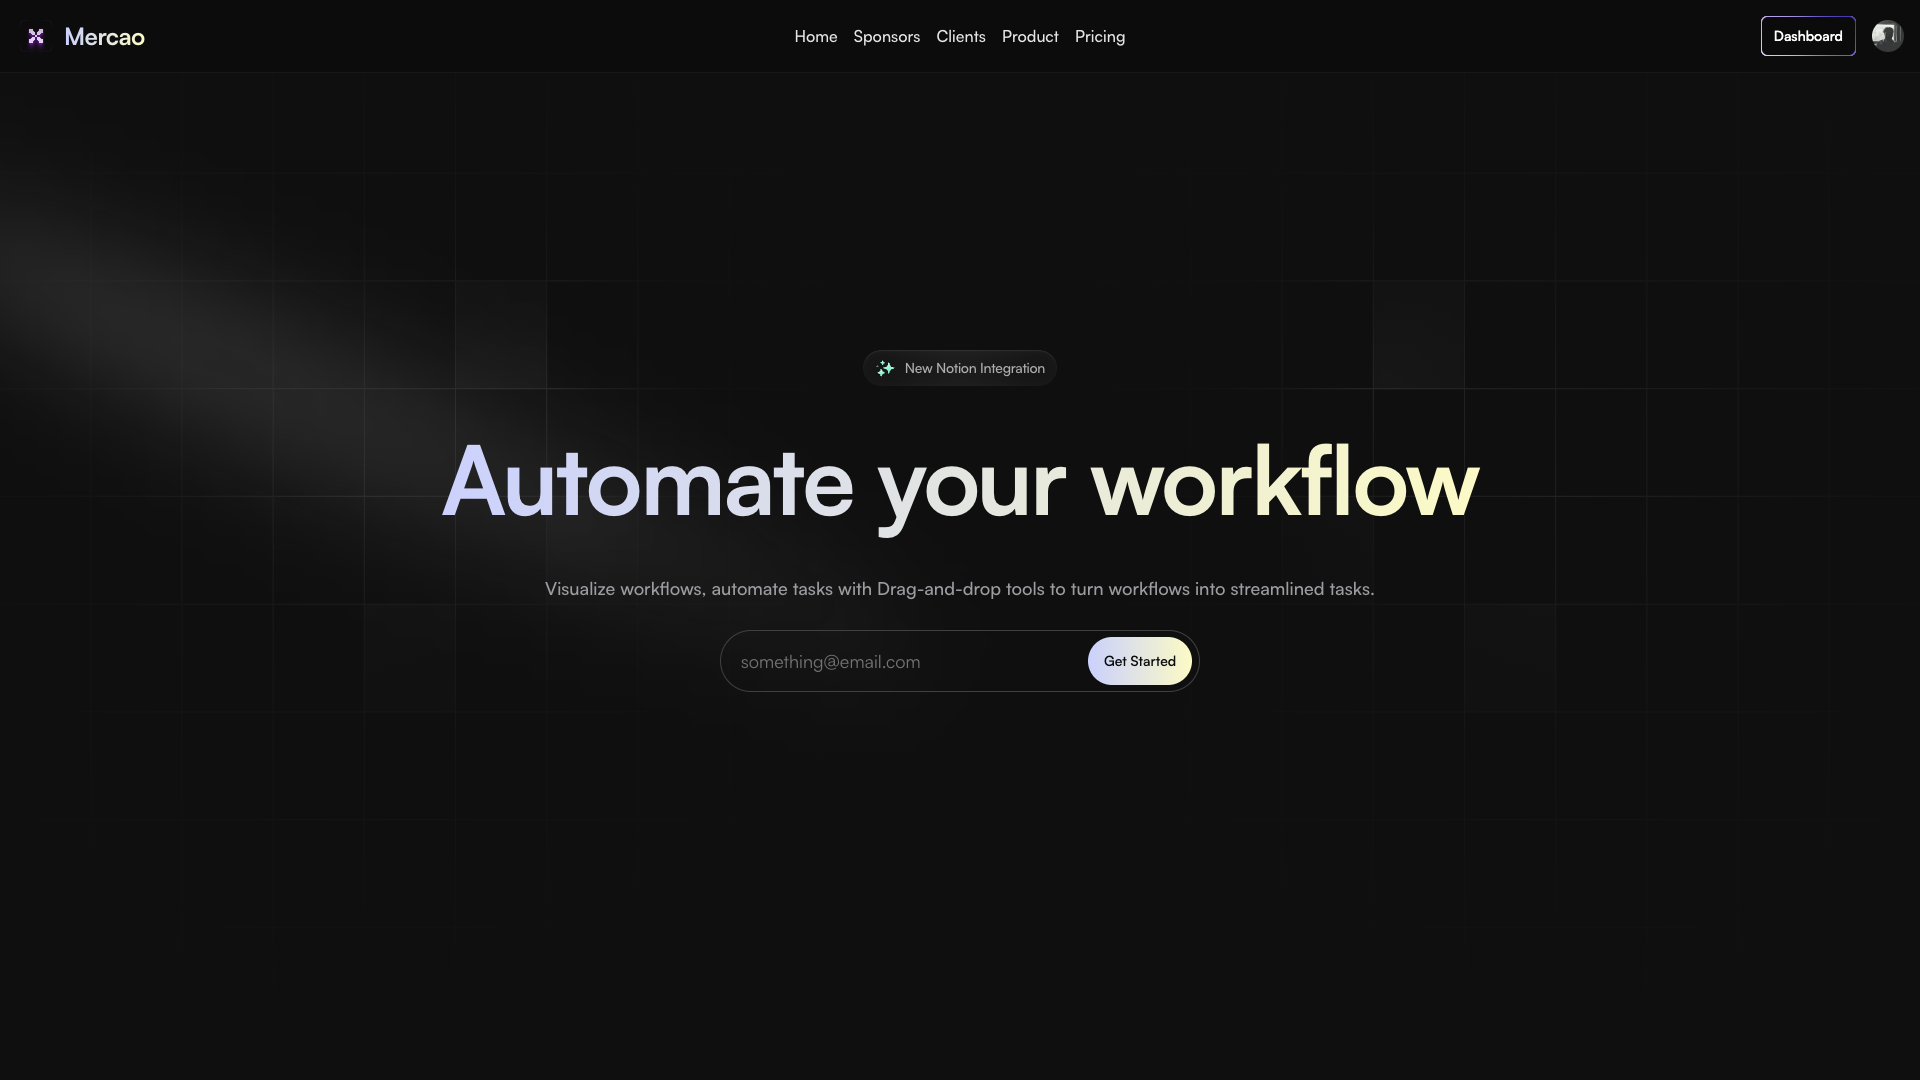 Mercao
Home Sponsors Clients Product Pricing
Dashboard
New Notion Integration
Automate your workflow
Visualize workflows, automate tasks with Drag-and-drop tools to turn workflows into streamlined tasks.
something@email.com
Get Started